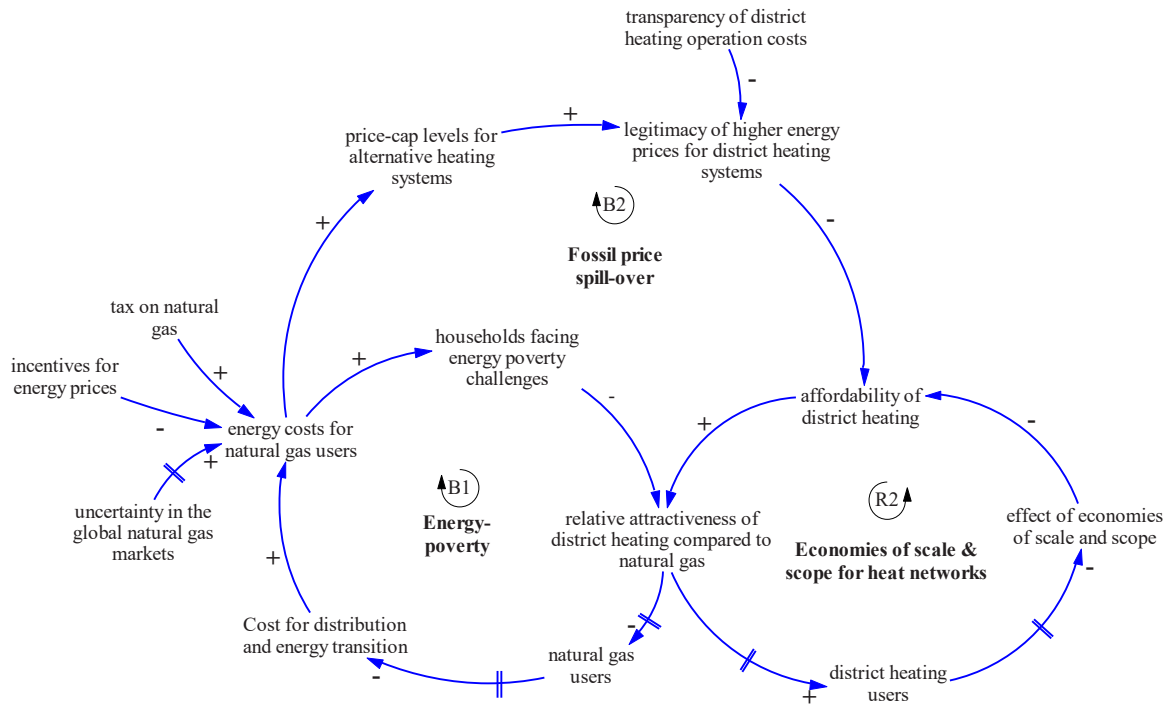 transparency of district
heating operation costs
-
+
price-cap levels for
alternative heating
systems
legitimacy of higher energy
prices for district heating
systems
B2
-
+
Fossil price
spill-over
tax on natural
gas
+
incentives for
energy prices
-
households facing
energy poverty
challenges
+
-
energy costs for
natural gas users
+
affordability of
district heating
+
-
uncertainty in the
global natural gas
markets
B1
Energy-
poverty
relative attractiveness of
district heating compared to
natural gas
R2
Economies of scale &
scope for heat networks
effect of economies
of scale and scope
-
+
Cost for distribution
and energy transition
-
-
natural gas
users
district heating
users
+